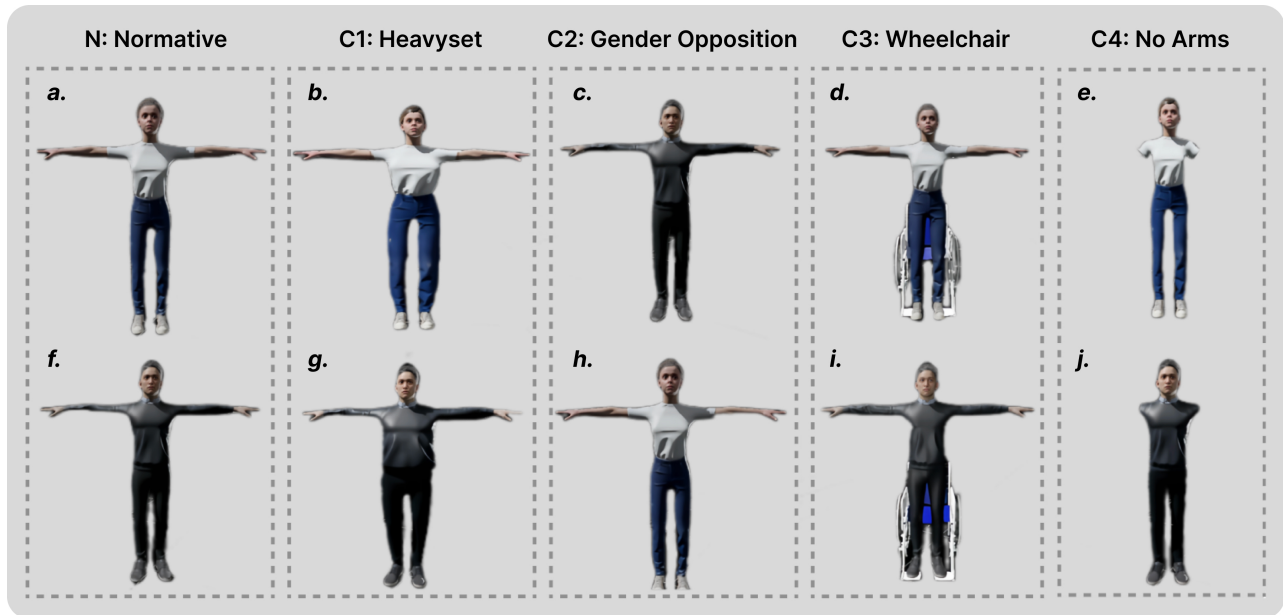 N: Normative
C1: Heavyset
C2: Gender Opposition
C3: Wheelchair
C4: No Arms
a.
b.
c.
d.
e.
f.
g.
h.
i.
j.